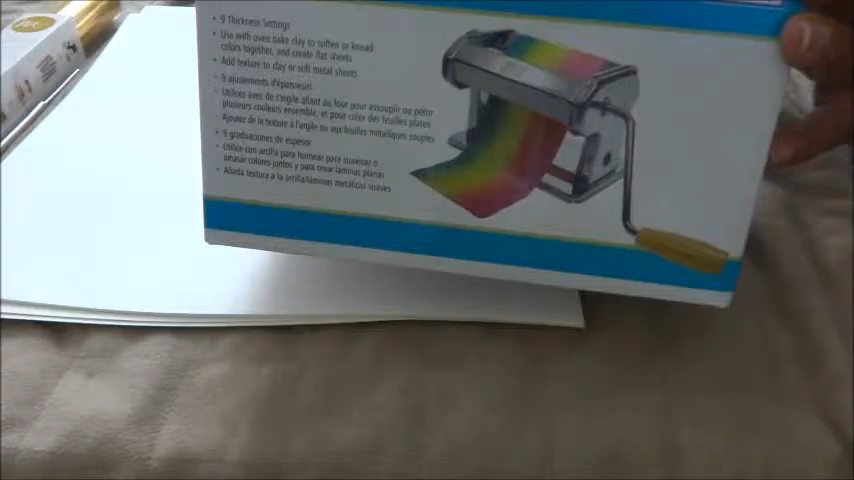 • 9 Thickness Settings
• Use with oven bake clay to soften or knead
colors together, and create flat sheets
• Add texture to clay or soft metal sheets
• 9 ajustements d'épaisseurs
• Utilisez avec de l'argile allant au four pour assouplir ou pétrir
plusieurs couleurs ensemble, et pour créer des feuilles plates
• Ajoutez de la texture à l'argile ou aux feuilles métalliques souples
• 9 graduaciones de espesor
• Utilice con arcilla para hornear para suavizar o
amasar colores juntos y para crear láminas planas
• Añada textura a la arcilla/láminas metálicas suaves